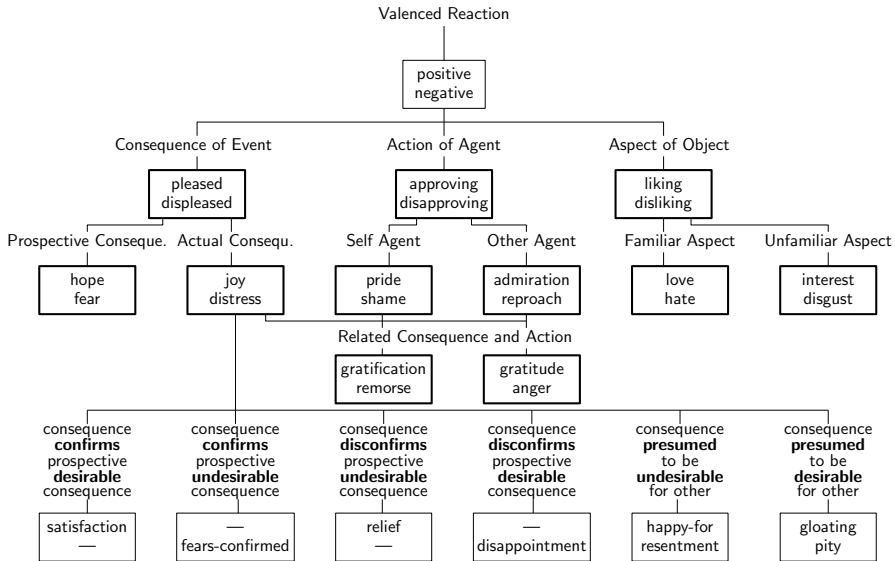 Valenced Reaction
positive
negative
Consequence of Event
Action of Agent
Aspect of Object
pleased
displeased
approving
disapproving
liking
disliking
Prospective Conseque.
Actual Consequ.
Self Agent
Other Agent
Familiar Aspect
Unfamiliar Aspect
hope
fear
joy
distress
pride
shame
admiration
reproach
love
hate
interest
disgust
Related Consequence and Action
gratification
remorse
gratitude
anger
consequence
confirms
prospective
desirable
consequence
consequence
confirms
prospective
undesirable
consequence
consequence
disconfirms
prospective
undesirable
consequence
consequence
disconfirms
prospective
desirable
consequence
consequence
presumed
to be
undesirable
for other
consequence
presumed
to be
desirable
for other
satisfaction
—
—
fears-confirmed
relief
—
—
disappointment
happy-for
resentment
gloating
pity